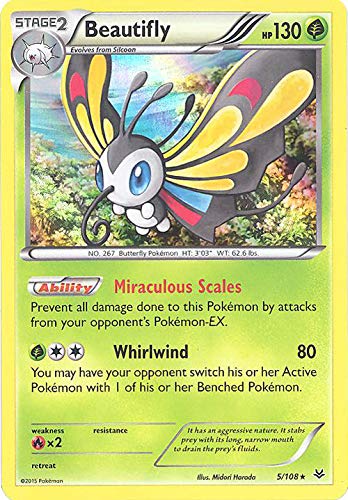 STAGE2
Beautifly
HP130
Evolves from Silcoon
NO. 267 Butterfly Pokémon HT: 3'03" WT: 62.6 lbs.
Ability Miraculous Scales
Prevent all damage done to this Pokémon by attacks
from your opponent's Pokémon-EX.
Whirlwind 80
You may have your opponent switch his or her Active
Pokémon with 1 of his or her Benched Pokémon.
weakness resistance
×2
retreat
It has an aggressive nature. It stabs
prey with its long, narrow mouth
to drain the prey's fluids.
©2015 Pokémon
Illus. Midori Harada
5/108★